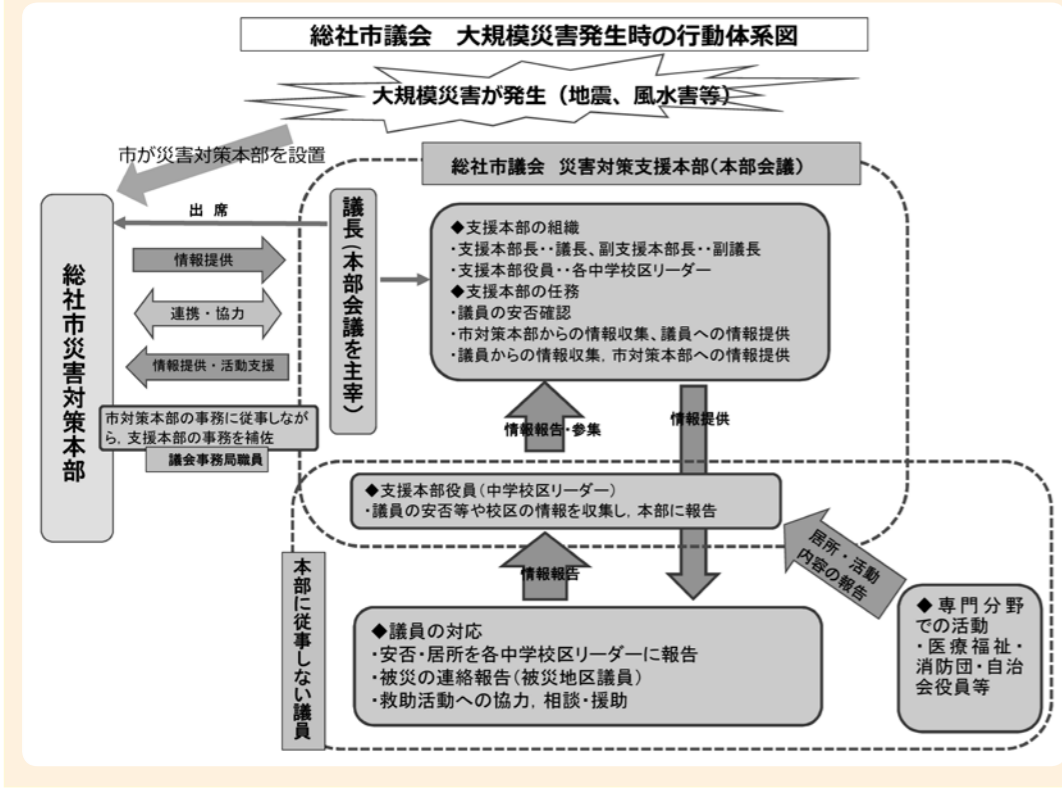 総社市議会　大規模災害発生時の行動体系図
大規模災害が発生（地震、風水害等）
市が災害対策本部を設置
総社市議会　災害対策支援本部（本部会議）
総社市災害対策本部
出　席
情報提供
連携・協力
情報提供・活動支援
市対策本部の事務に従事しなが
ら，支援本部の事務を補佐
議会事務局職員
議長（本部会議を主宰）
◆支援本部の組織
・支援本部長・・議長、副支援本部長・・副議長
・支援本部役員・・各中学校区リーダー
◆支援本部の任務
・議員の安否確認
・市対策本部からの情報収集、議員への情報提供
・議員からの情報収集，市対策本部への情報提供
情報報告・参集
情報提供
◆支援本部役員（中学校区リーダー）
・議員の安否等や校区の情報を収集し，本部に報告
情報報告
居所・活動
内容の報告
本部に従事しない議員
◆議員の対応
・安否・居所を各中学校区リーダーに報告
・被災の連絡報告（被災地区議員）
・救助活動への協力，相談・援助
◆専門分野
での活動
・医療福祉・
消防団・自治
会役員等